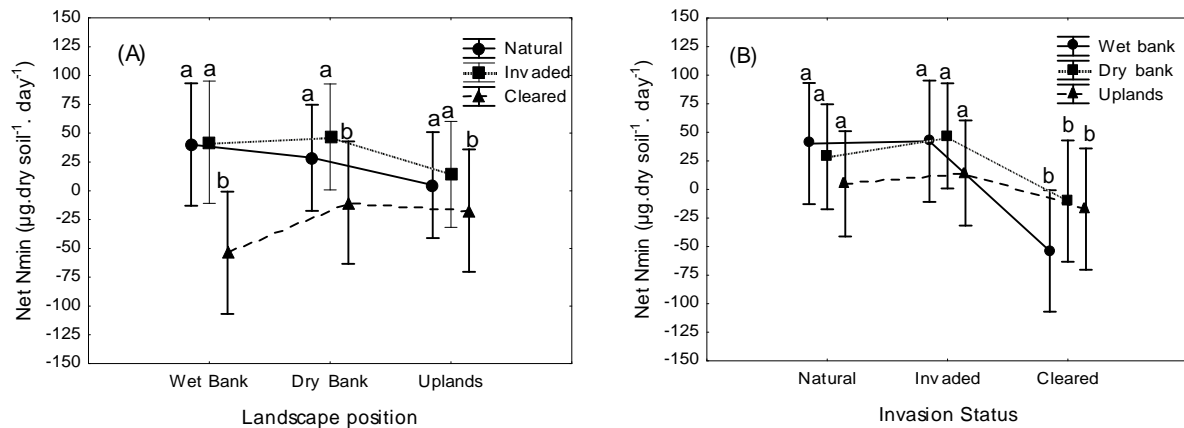 (A)
Natural
Invaded
Cleared
150
125
100
75
50
25
0
-25
-50
-75
-100
-125
-150
Net Nmin (µg.dry soil⁻¹. day⁻¹)
a a
b
a
b
a
a
a
b
Wet Bank Dry Bank Uplands
Landscape position
(B)
Wet bank
Dry bank
Uplands
150
125
100
75
50
25
0
-25
-50
-75
-100
-125
-150
Net Nmin (µg.dry soil⁻¹. day⁻¹)
a
a
a
a
a
a
b
b
b
Natural Invaded Cleared
Invasion Status